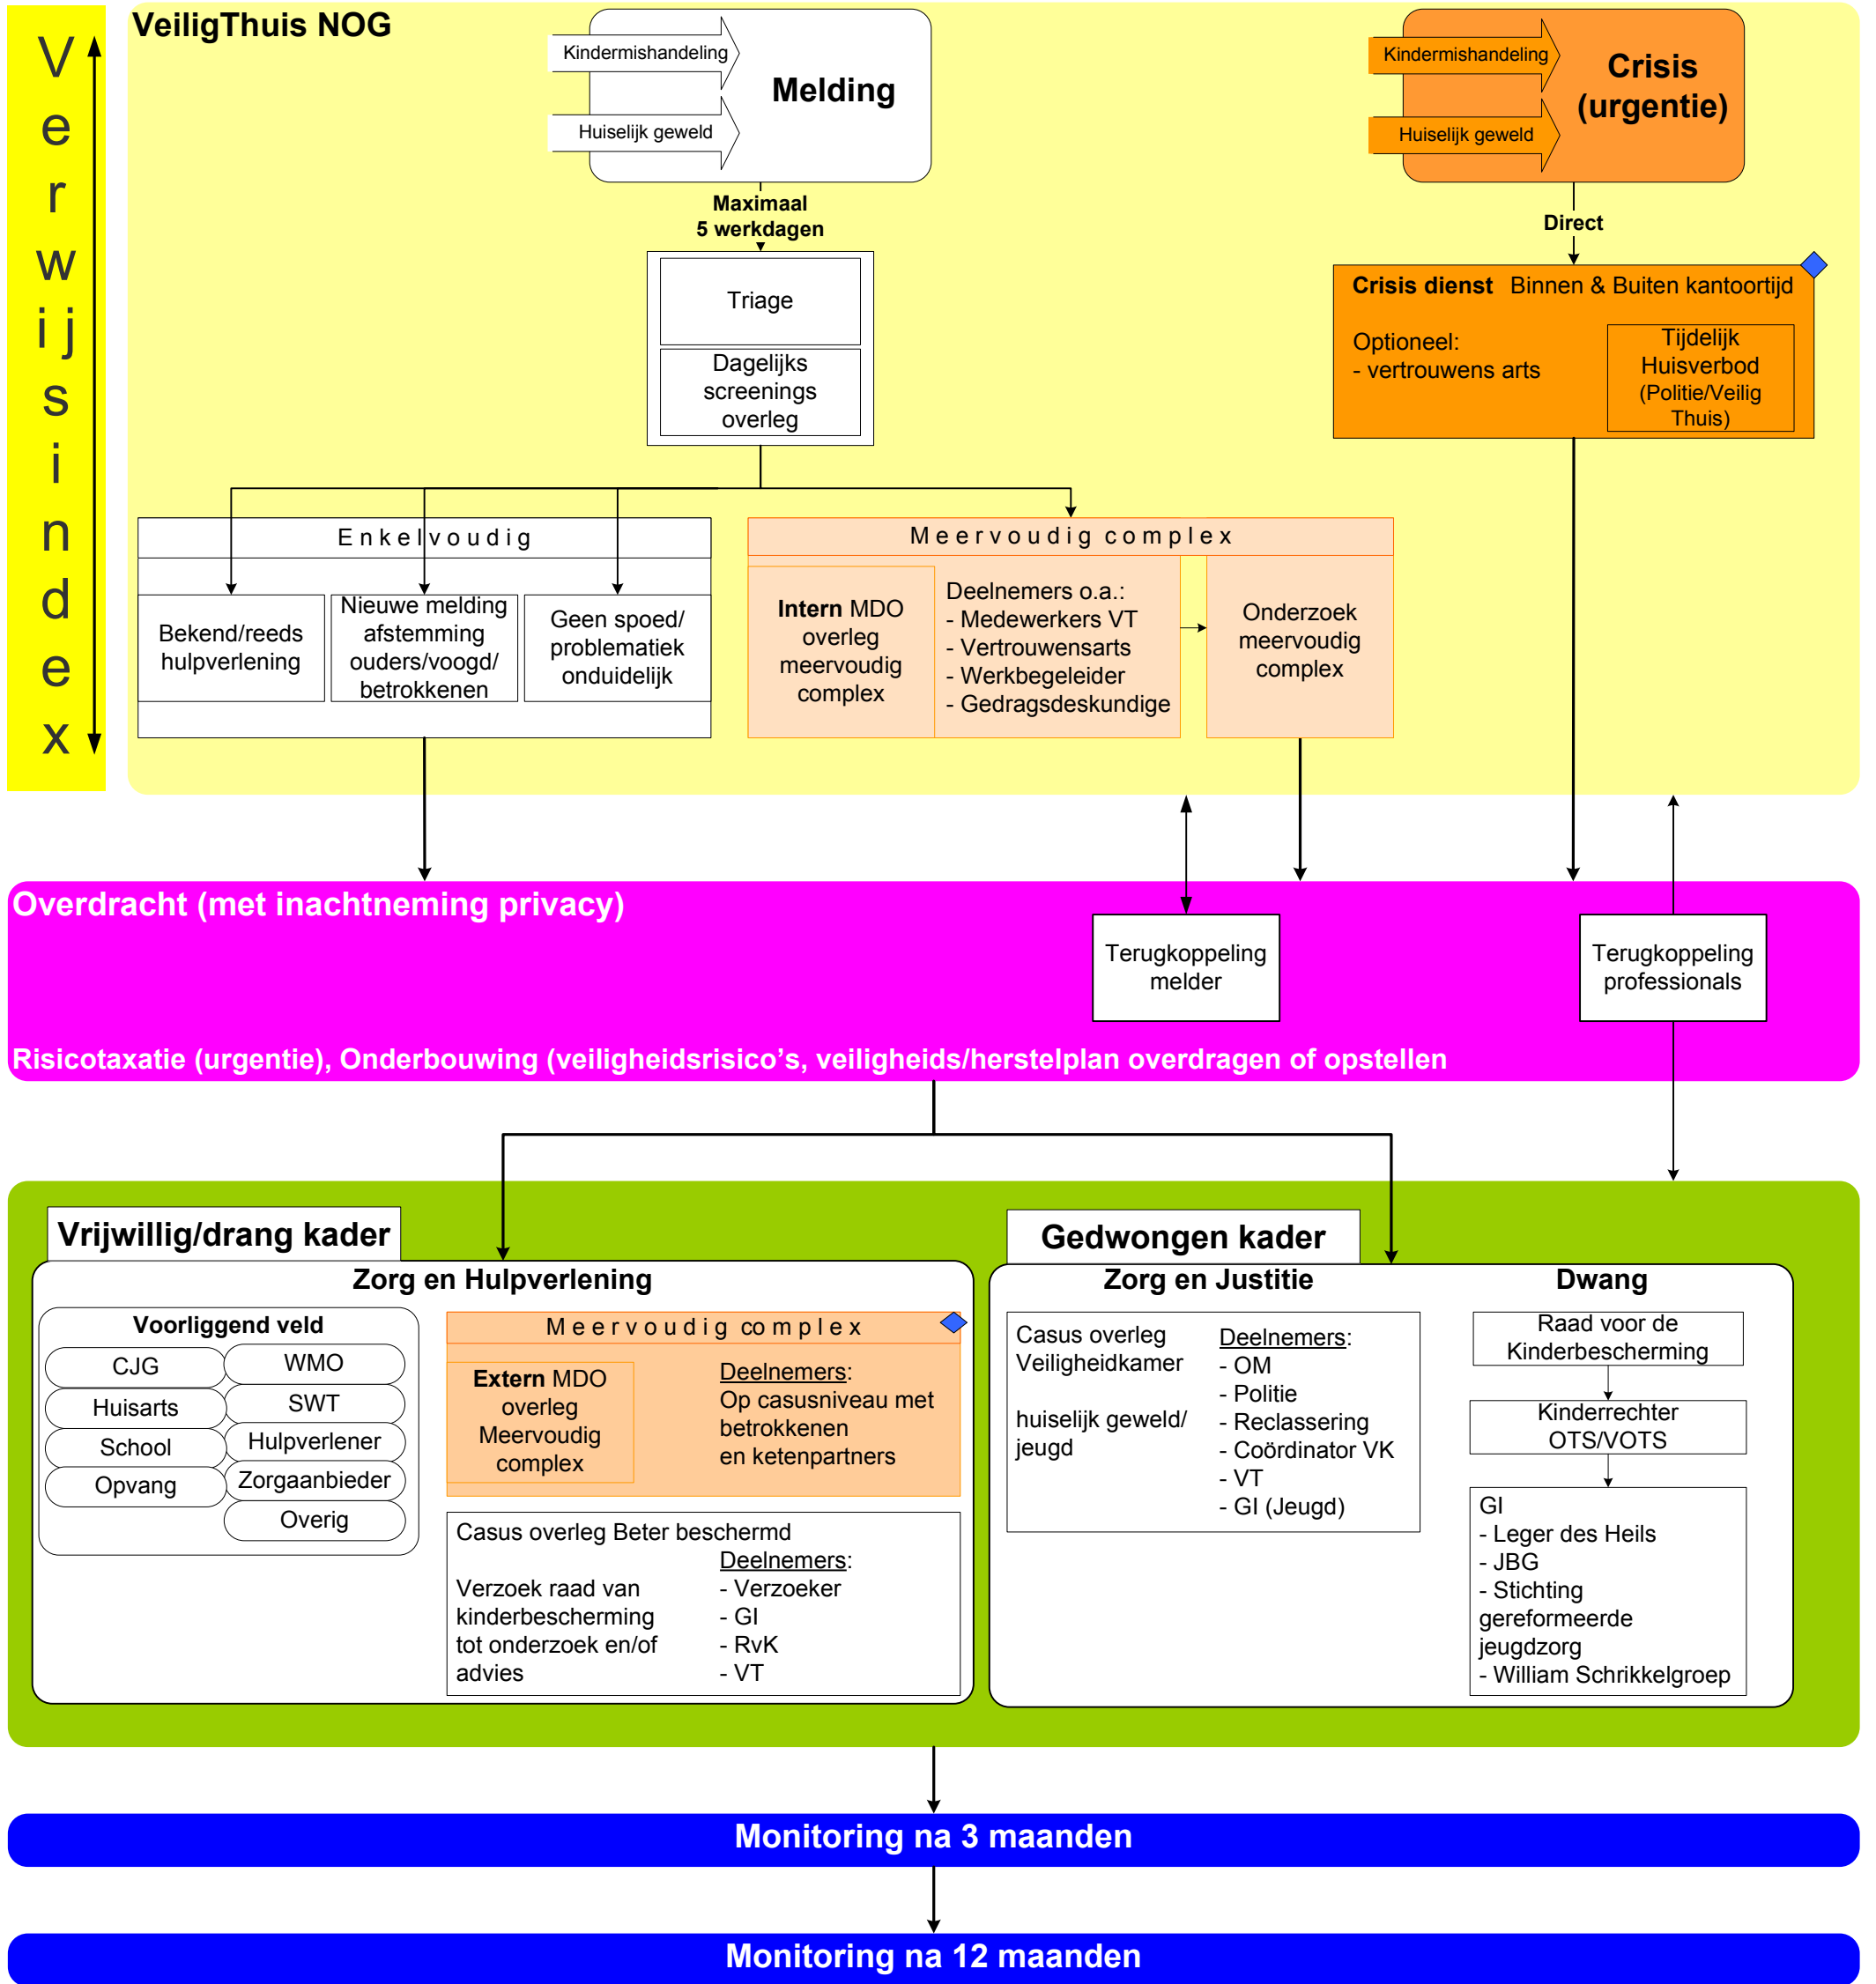 Verwijsindex
VeiligThuis NOG
Kindermishandeling
Huiselijk geweld
Melding
Kindermishandeling
Huiselijk geweld
Crisis
(urgentie)
Maximaal
5 werkdagen
Direct
Triage
Dagelijks
screenings
overleg
Crisis dienst Binnen & Buiten kantoortijd
Optioneel:
- vertrouwens arts
Tijdelijk
Huisverbod
(Politie/Veilig
Thuis)
Enkelvoudig
Bekend/reeds
hulpverlening
Nieuwe melding
afstemming
ouders/voogd/
betrokkenen
Geen spoed/
problematiek
onduidelijk
Meervoudig complex
Intern MDO
overleg
meervoudig
complex
Deelnemers o.a.:
- Medewerkers VT
- Vertrouwensarts
- Werkbegeleider
- Gedragsdeskundige
Onderzoek
meervoudig
complex
Overdracht (met inachtneming privacy)
Terugkoppeling
melder
Terugkoppeling
professionals
Risicotaxatie (urgentie), Onderbouwing (veiligheidsrisico’s, veiligheids/herstelplan overdragen of opstellen
Vrijwillig/drang kader
Zorg en Hulpverlening
Voorliggend veld
CJG
Huisarts
School
Opvang
WMO
SWT
Hulpverlener
Zorgaanbieder
Overig
Meervoudig complex
Extern MDO
overleg
Meervoudig
complex
Deelnemers:
Op casusniveau met
betrokkenen
en ketenpartners
Casus overleg Beter beschermd
Verzoek raad van
kinderbescherming
tot onderzoek en/of
advies
Deelnemers:
- Verzoeker
- GI
- RvK
- VT
Gedwongen kader
Zorg en Justitie
Casus overleg
Veiligheidkamer
huiselijk geweld/
jeugd
Deelnemers:
- OM
- Politie
- Reclassering
- Coördinator VK
- VT
- GI (Jeugd)
Dwang
Raad voor de
Kinderbescherming
Kinderrechter
OTS/VOTS
GI
- Leger des Heils
- JBG
- Stichting
gereformeerde
jeugdzorg
- William Schrikkelgroep
Monitoring na 3 maanden
Monitoring na 12 maanden